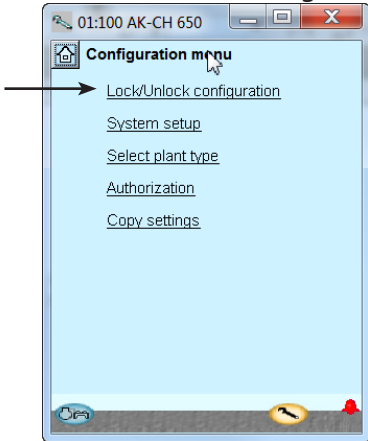 01:100 AK-CH 650
Configuration menu
Lock/Unlock configuration
System setup
Select plant type
Authorization
Copy settings